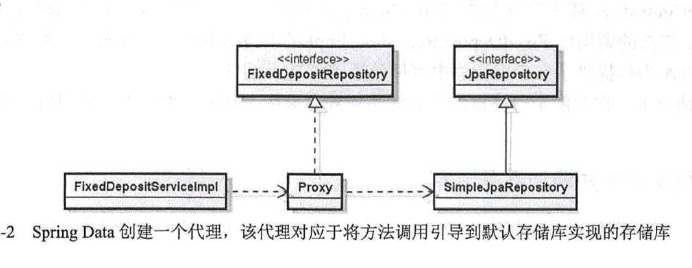 <<interface>>
FixedDepositRepository
<<interface>>
JpaRepository
FixedDepositServiceImpl
Proxy
SimpleJpaRepository
-2 Spring Data 创建一个代理，该代理对应于将方法调用引导到默认存储库实现的存储库